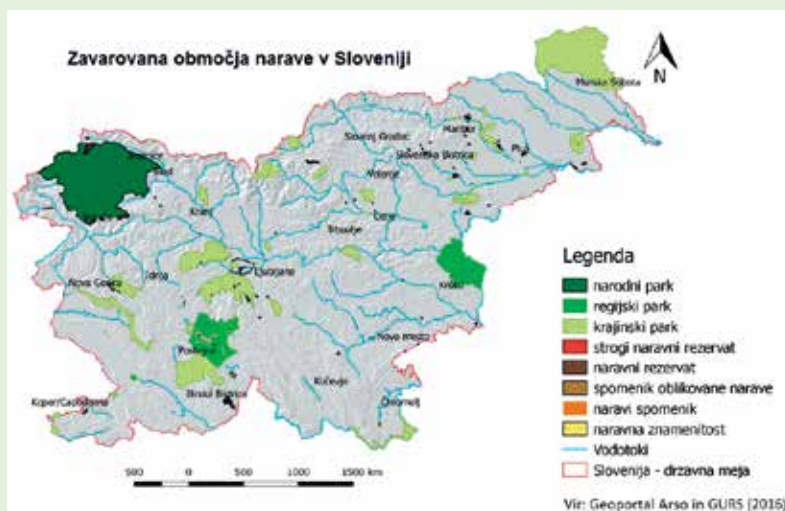 Zavarovana območja narave v Sloveniji
N
Murska Sobota
Slovenj Gradec
Maribor
Slovenska Bistrica
Ptuj
Velenje
Kranj
Celje
Trbovlje
Ljubljana
Idrija
Nova Gorica
Krško
Novo mesto
Postojna
Kočevje
Ilirska Bistrica
Koper/Capodistria
Črnomelj
Legenda
narodni park
regijski park
krajinski park
strogi naravni rezervat
naravni rezervat
spomenik oblikovane narave
naravi spomenik
naravna znamenitost
Vodotoki
Slovenija - drzavna meja
500 0 500 1000 1500 km
Vir: Geoportal Arso in GURS (2016)